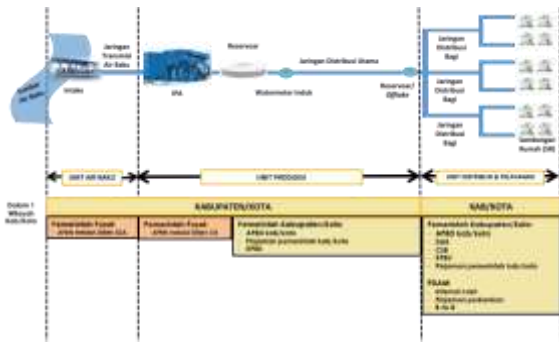 Jaringan
Transmisi
Air Baku
Intake
IPA
Reservoar
Jaringan Distribusi Utama
Watermeter Induk
Reservoar/
Offtake
Jaringan
Distribusi
Bagi
Jaringan
Distribusi
Bagi
Jaringan
Distribusi
Bagi
Sambungan
Rumah (SR)
UNIT AIR BAKU
UNIT PRODUKSI
UNIT DISTRIBUSI & PELAYANAN
Dalam 1
Wilayah
Kab/Kota
KABUPATEN/KOTA
KAB/KOTA
Pemerintah Pusat
Pemerintah Pusat
Pemerintah Kabupaten/Kota
APBD kab/kota
Pinjaman pemerintah kab/kota
KPBU
Pemerintah Kabupaten/Kota
APBD kab/kota
DAK
CSR
KPBU
Pinjaman pemerintah kab/kota
PDAM
Internal cash
Pinjaman perbankan
B-to-B